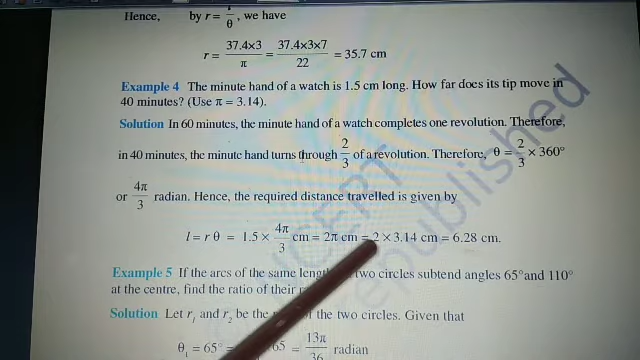 Hence, by r = l/θ, we have
r = 37.4×3/π = 37.4×3×7/22 = 35.7 cm
Example 4 The minute hand of a watch is 1.5 cm long. How far does its tip move in
40 minutes? (Use π = 3.14).
Solution In 60 minutes, the minute hand of a watch completes one revolution. Therefore,
in 40 minutes, the minute hand turns through 2/3 of a revolution. Therefore, θ = 2/3 × 360°
or 4π/3 radian. Hence, the required distance travelled is given by
l = r θ = 1.5 × 4π/3 cm = 2π cm = 2 × 3.14 cm = 6.28 cm.
Example 5 If the arcs of the same length two circles subtend angles 65° and 110°
at the centre, find the ratio of their
Solution Let r₁ and r₂ be the of the two circles. Given that
θ₁ = 65° = 65 = 13π/36 radian
NCERT
republished